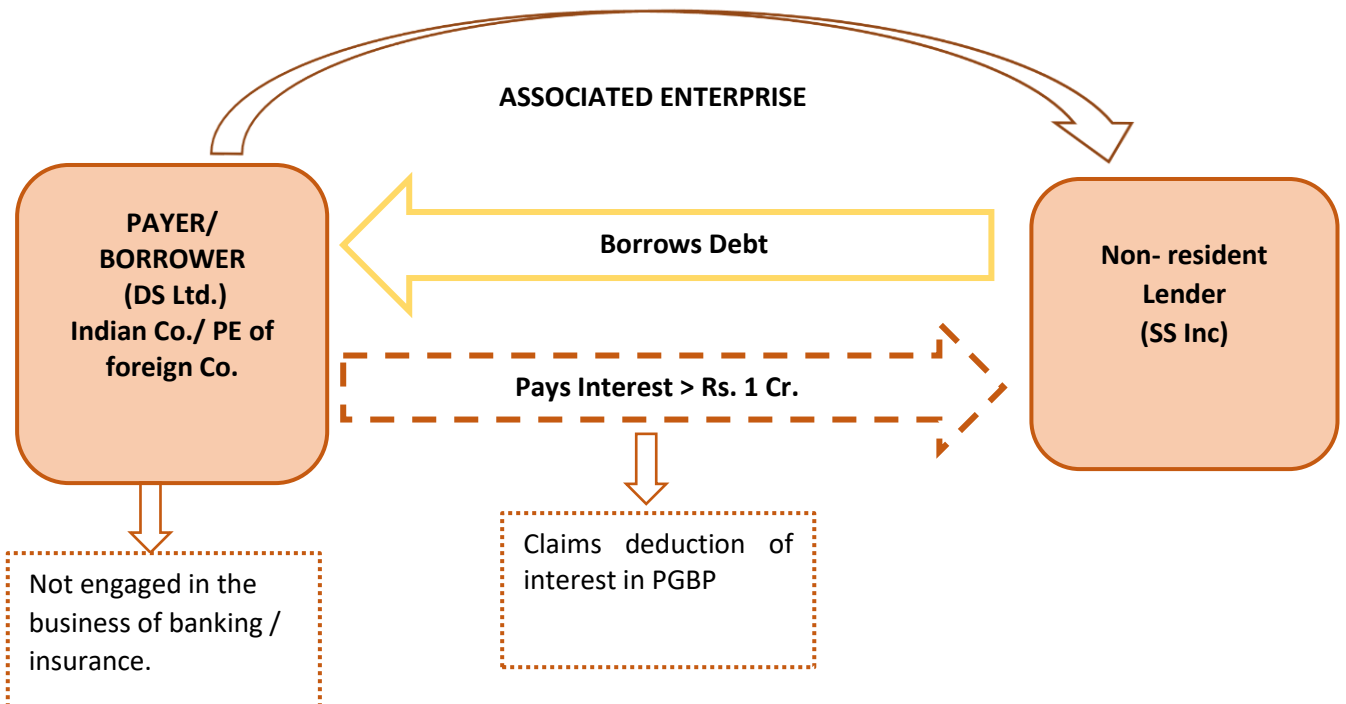 ASSOCIATED ENTERPRISE
PAYER/
BORROWER
(DS Ltd.)
Indian Co./ PE of
foreign Co.
Borrows Debt
Non- resident
Lender
(SS Inc)
Pays Interest > Rs. 1 Cr.
Claims deduction of
interest in PGBP
Not engaged in the
business of banking /
insurance.